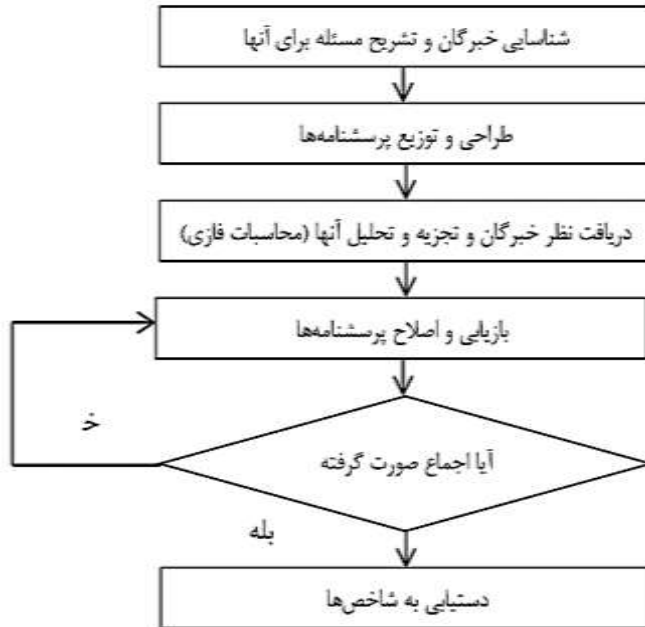 شناسایی خبرگان و تشریح مسئله برای آنها
طراحی و توزیع پرسشنامه‌ها
دریافت نظر خبرگان و تجزیه و تحلیل آنها (محاسبات فازی)
بازیابی و اصلاح پرسشنامه‌ها
خ
آیا اجماع صورت گرفته
بله
دستیابی به شاخص‌ها